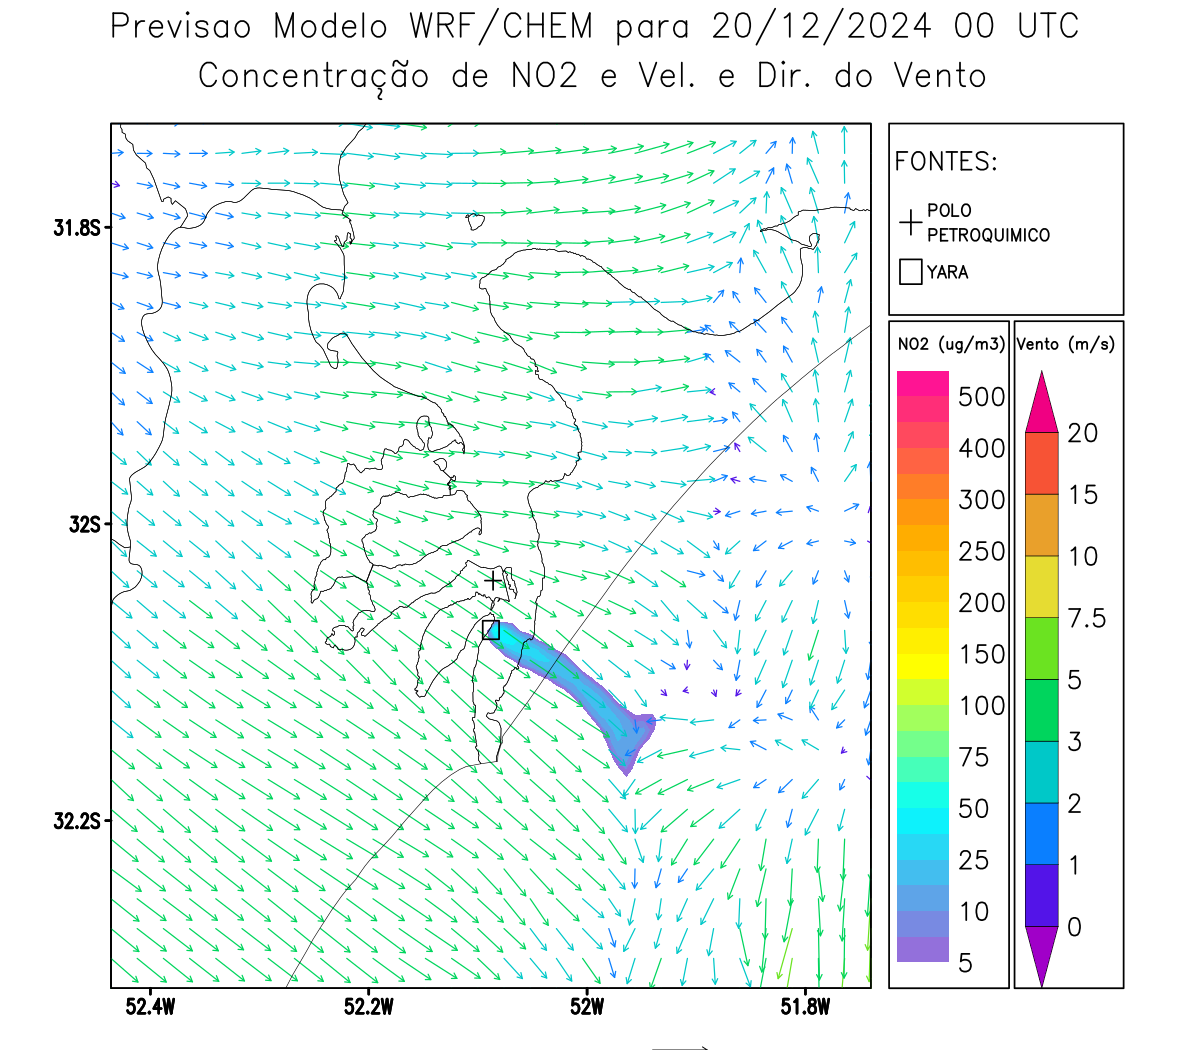 Previsao Modelo WRF/CHEM para 20/12/2024 00 UTC
Concentração de NO2 e Vel. e Dir. do Vento
FONTES:
POLO
PETROQUIMICO
YARA
31.8S
32S
32.2S
52.4W
52.2W
52W
51.8W
NO2 (ug/m3)
500
400
300
250
200
150
100
75
50
25
10
5
Vento (m/s)
20
15
10
7.5
5
3
2
1
0